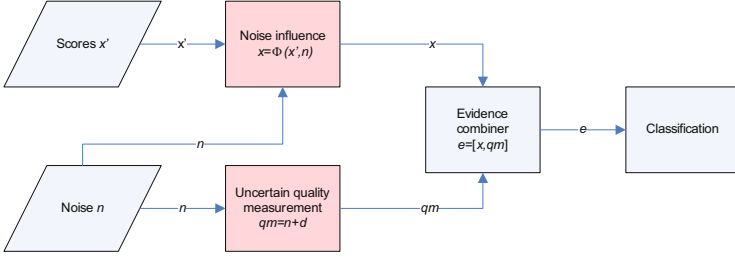 Scores x'
x'
Noise influence
x=Φ(x',n)
x
Evidence
combiner
e=[x,qm]
e
Classification
n
Noise n
n
Uncertain quality
measurement
qm=n+d
qm